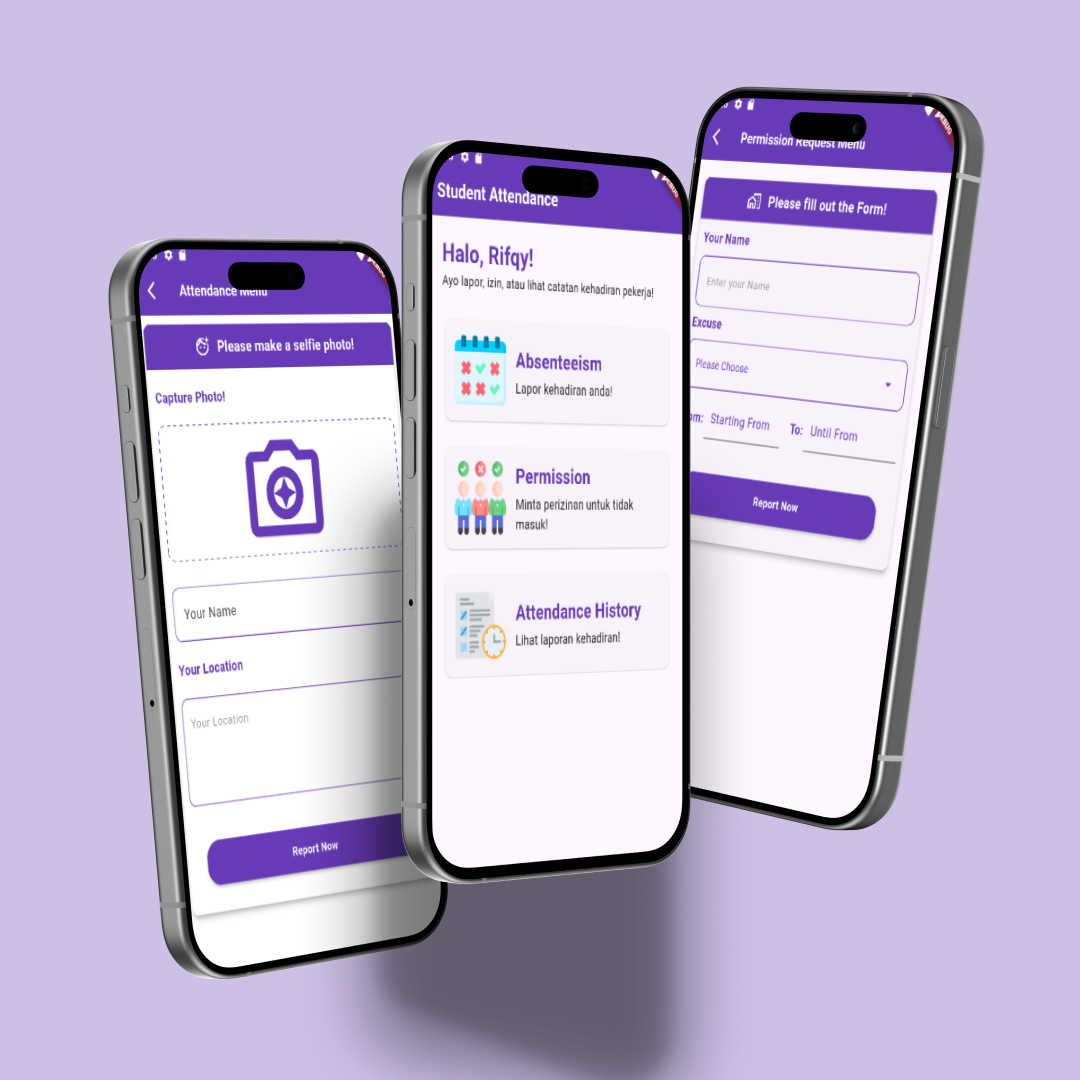 Attendance Menu
Please make a selfie photo!
Capture Photo!
Your Name
Your Location
Your Location
Report Now
Student Attendance
Halo, Rifqy!
Ayo lapor, izin, atau lihat catatan kehadiran pekerja!
Absenteeism
Lapor kehadiran anda!
Permission
Minta perizinan untuk tidak
masuk!
Attendance History
Lihat laporan kehadiran!
Permission Request Menu
Please fill out the Form!
Your Name
Enter your Name
Excuse
Please Choose
Starting From
To: Until From
Report Now